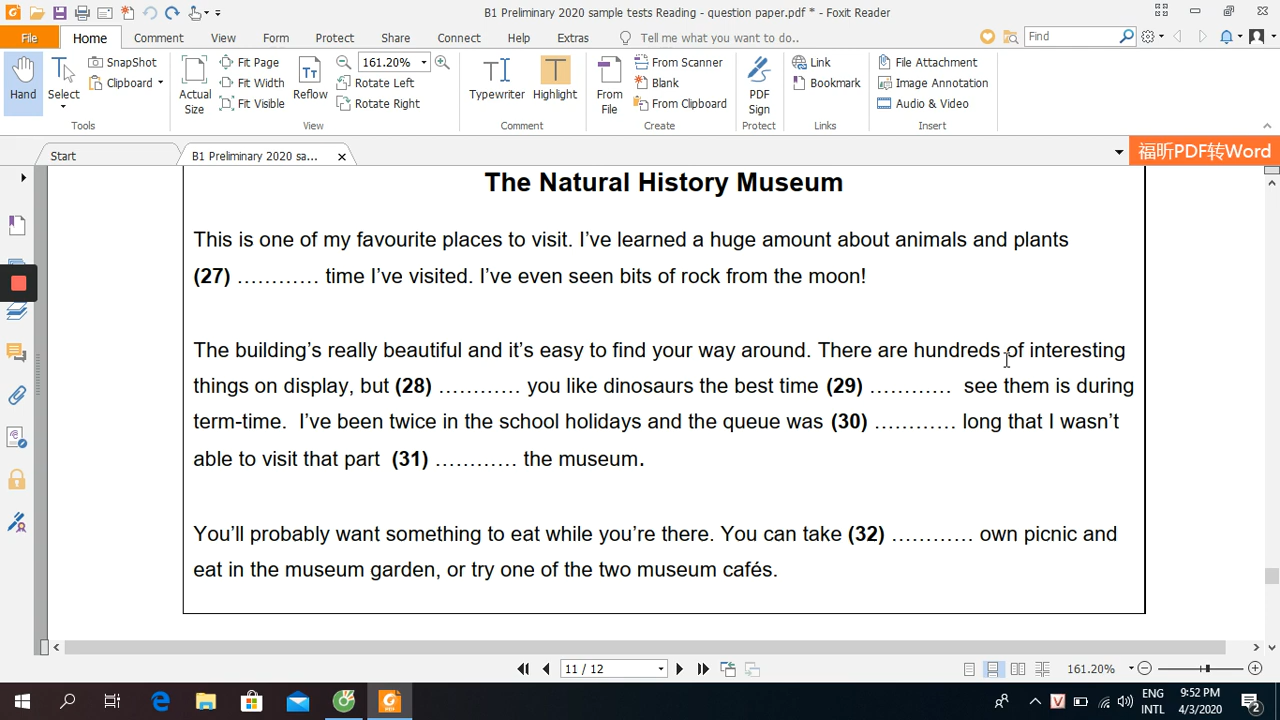 B1 Preliminary 2020 sample tests Reading - question paper.pdf * - Foxit Reader
File Home Comment View Form Protect Share Connect Help Extras Tell me what you want to do.. Find
Hand Select SnapShot Clipboard Actual Size Fit Page Fit Width Fit Visible Reflow 161.20% Rotate Left Rotate Right Typewriter Highlight From File From Scanner Blank From Clipboard PDF Sign Link Bookmark File Attachment Image Annotation Audio & Video
Tools View Comment Create Protect Links Insert
Start B1 Preliminary 2020 sa... 福昕PDF转Word
The Natural History Museum
This is one of my favourite places to visit. I've learned a huge amount about animals and plants
(27) ………… time I've visited. I've even seen bits of rock from the moon!
The building's really beautiful and it's easy to find your way around. There are hundreds of interesting
things on display, but (28) ………… you like dinosaurs the best time (29) ………… see them is during
term-time. I've been twice in the school holidays and the queue was (30) ………… long that I wasn't
able to visit that part (31) ………… the museum.
You'll probably want something to eat while you're there. You can take (32) ………… own picnic and
eat in the museum garden, or try one of the two museum cafés.
11 / 12 161.20%
ENG 9:52 PM
INTL 4/3/2020 2